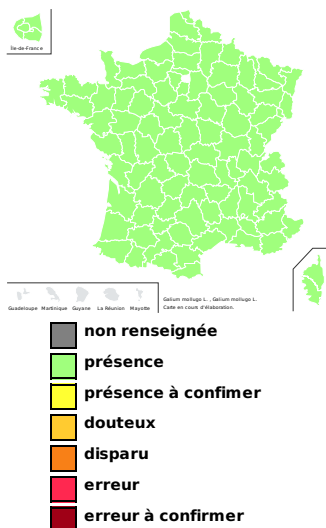 Île-de-France
Guadeloupe Martinique Guyane La Réunion Mayotte
Galium mollugo L. , Galium mollugo L.
Carte en cours d'élaboration.
non renseignée
présence
présence à confimer
douteux
disparu
erreur
erreur à confirmer